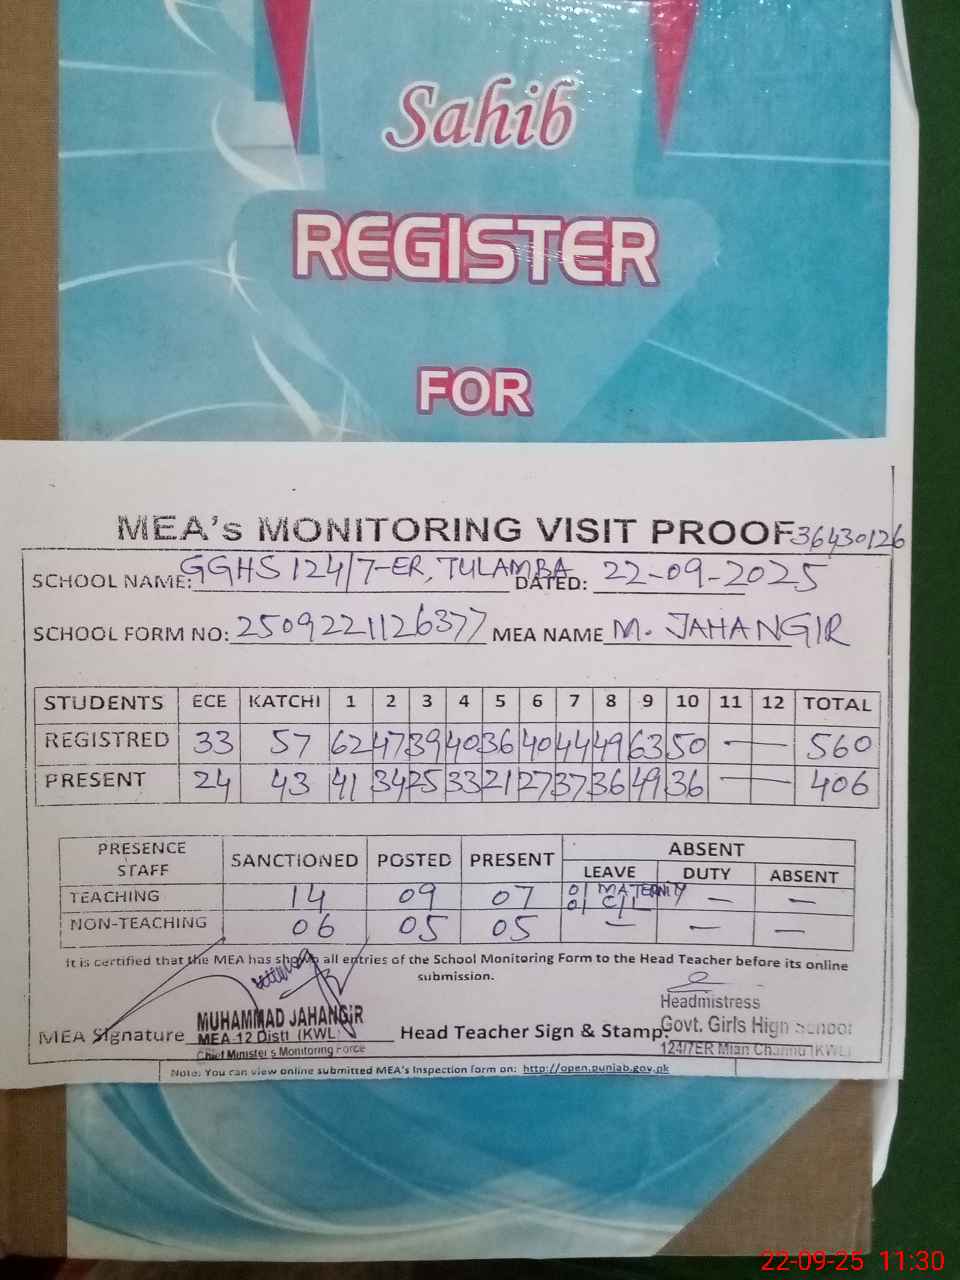 Sahib
REGISTER
FOR
MEA's MONITORING VISIT PROOF 36430126
SCHOOL NAME: GGHS 124/7-ER, TULAMBA DATED: 22-09-2025
SCHOOL FORM NO: 2509221126377 MEA NAME M. JAHANGIR
STUDENTS ECE KATCHI 1 2 3 4 5 6 7 8 9 10 11 12 TOTAL
REGISTRED 33 57 62 47 39 40 36 40 44 49 63 50 — 560
PRESENT 24 43 41 34 25 33 21 27 37 36 49 36 — 406
PRESENCE STAFF SANCTIONED POSTED PRESENT ABSENT
LEAVE DUTY ABSENT
TEACHING 14 09 07 01 MATERNITY 01 C/L — —
NON-TEACHING 06 05 05 — — —
It is certified that the MEA has shown all entries of the School Monitoring Form to the Head Teacher before its online
submission.
MEA Signature Head Teacher Sign & Stamp:
MUHAMMAD JAHANGIR
MEA-12 Distt (KWL)
Chief Minister's Monitoring Force
Headmistress
Govt. Girls High School
124/7ER Mian Channu (KWL)
Note: You can view online submitted MEA's Inspection form on: http://open.punjab.gov.pk
22-09-25 11:30